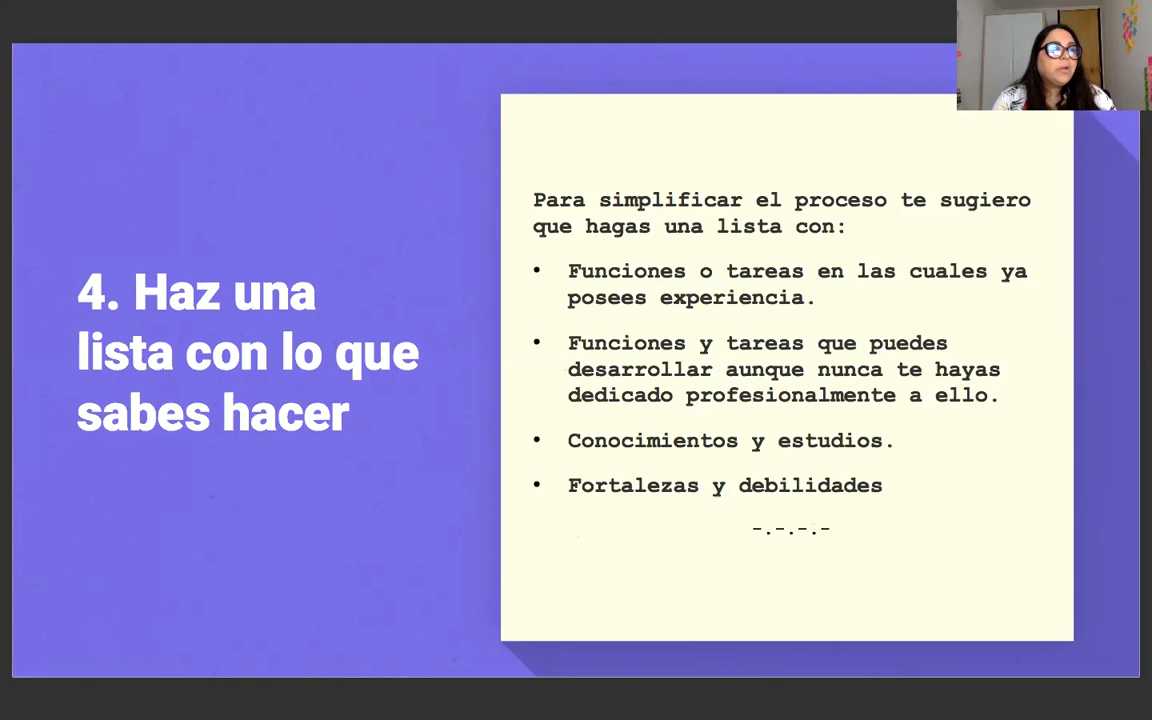 4. Haz una
lista con lo que
sabes hacer
Para simplificar el proceso te sugiero
que hagas una lista con:
• Funciones o tareas en las cuales ya
posees experiencia.
• Funciones y tareas que puedes
desarrollar aunque nunca te hayas
dedicado profesionalmente a ello.
• Conocimientos y estudios.
• Fortalezas y debilidades
-.-.-.-